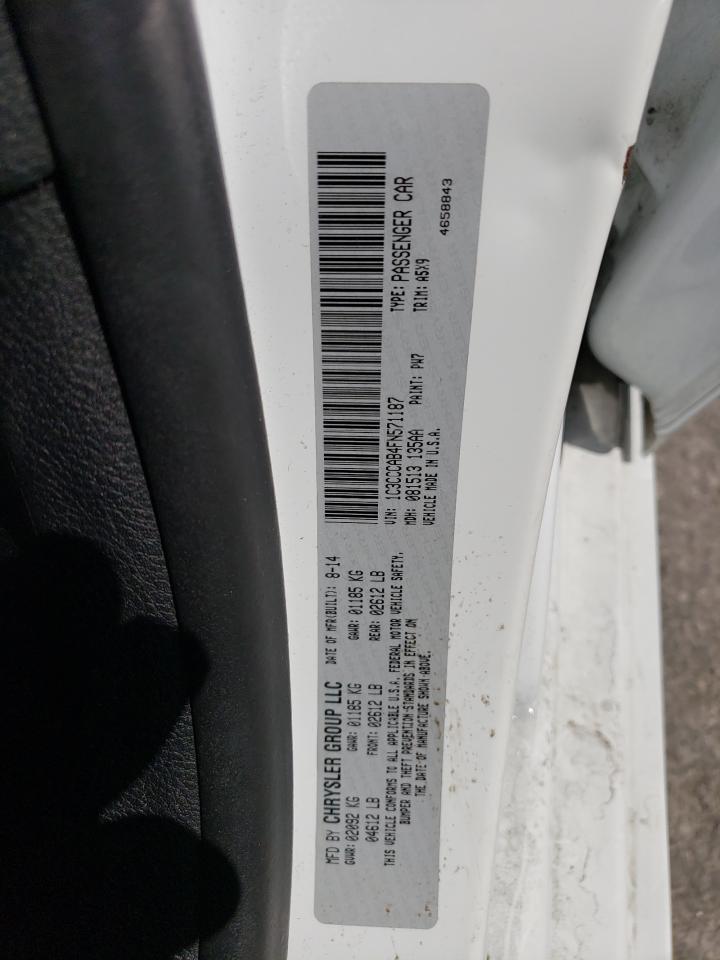 MFD BY CHRYSLER GROUP LLC DATE OF MFR(BUILT): 8-14
GVWR: 02092 KG GAWR: 01185 KG GAWR: 01185 KG
04612 LB FRONT: 02612 LB REAR: 02612 LB
THIS VEHICLE CONFORMS TO ALL APPLICABLE U.S.A. FEDERAL MOTOR VEHICLE SAFETY,
BUMPER AND THEFT PREVENTION STANDARDS IN EFFECT ON
THE DATE OF MANUFACTURE SHOWN ABOVE.
VIN: 1C3CCCAB4FN571187 TYPE: PASSENGER CAR
MDH: 081513 135AA PAINT: PW7 TRIM: A5X9
VEHICLE MADE IN U.S.A. 4658843